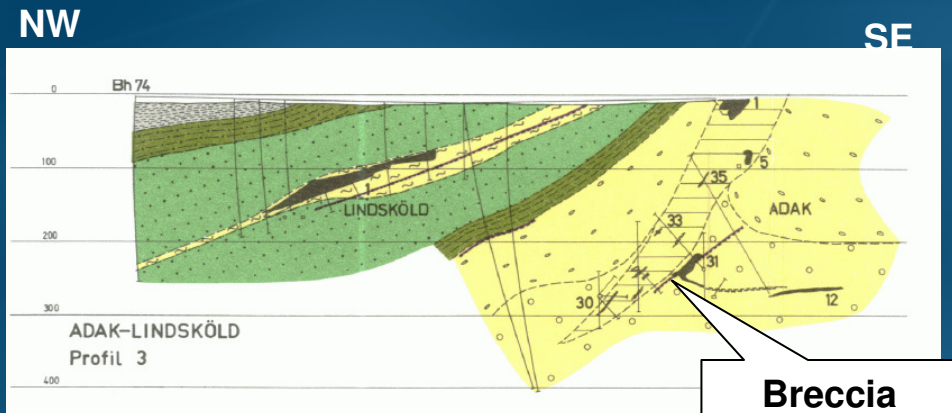 NW
SE
Bh 74
0
1
100
5
35
1
LINDSKÖLD
ADAK
33
200
31
30
12
300
ADAK-LINDSKÖLD
Profil 3
400
Breccia